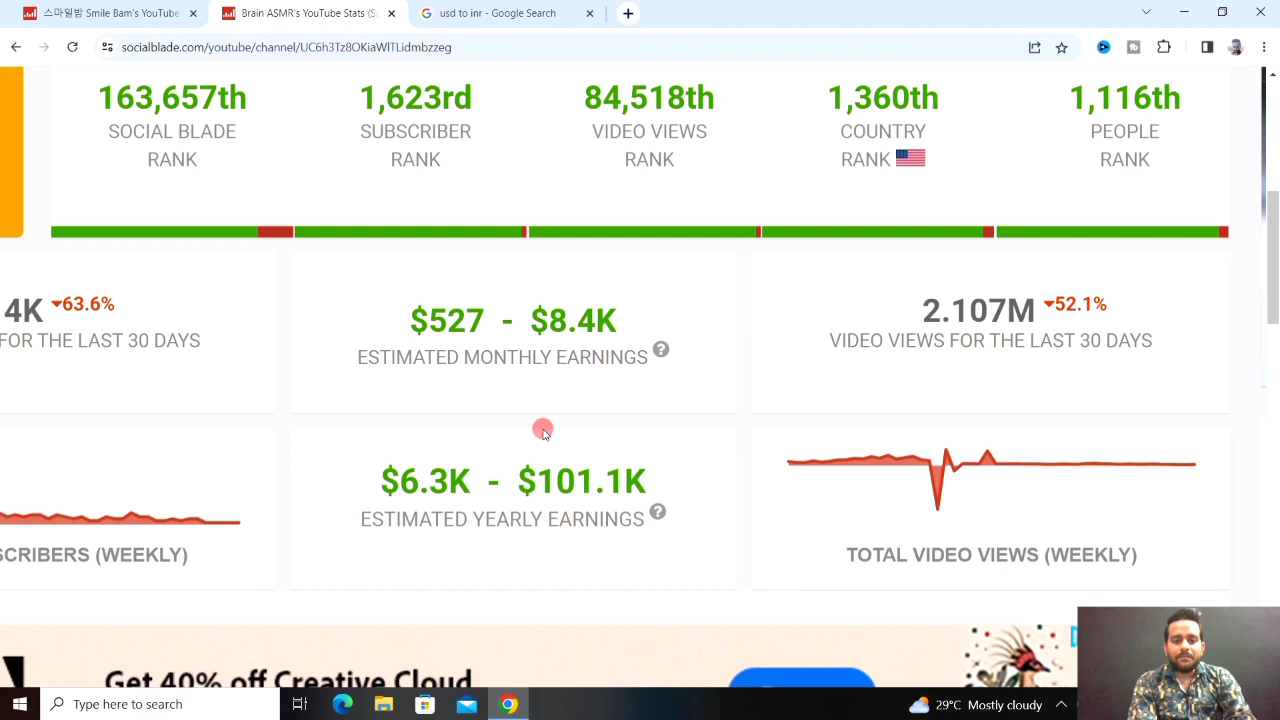 스마일밤 Smile Bam's YouTube
Brain ASMR's YouTube Stats (S
usd to inr - Google Search
socialblade.com/youtube/channel/UC6h3Tz8OKiaWlTLidmbzzeg
163,657th
SOCIAL BLADE
RANK
1,623rd
SUBSCRIBER
RANK
84,518th
VIDEO VIEWS
RANK
1,360th
COUNTRY
RANK
1,116th
PEOPLE
RANK
4K 63.6%
FOR THE LAST 30 DAYS
$527 - $8.4K
ESTIMATED MONTHLY EARNINGS ?
2.107M 52.1%
VIDEO VIEWS FOR THE LAST 30 DAYS
SCRIBERS (WEEKLY)
$6.3K - $101.1K
ESTIMATED YEARLY EARNINGS ?
TOTAL VIDEO VIEWS (WEEKLY)
Get 40% off Creative Cloud
Type here to search
29°C Mostly cloudy